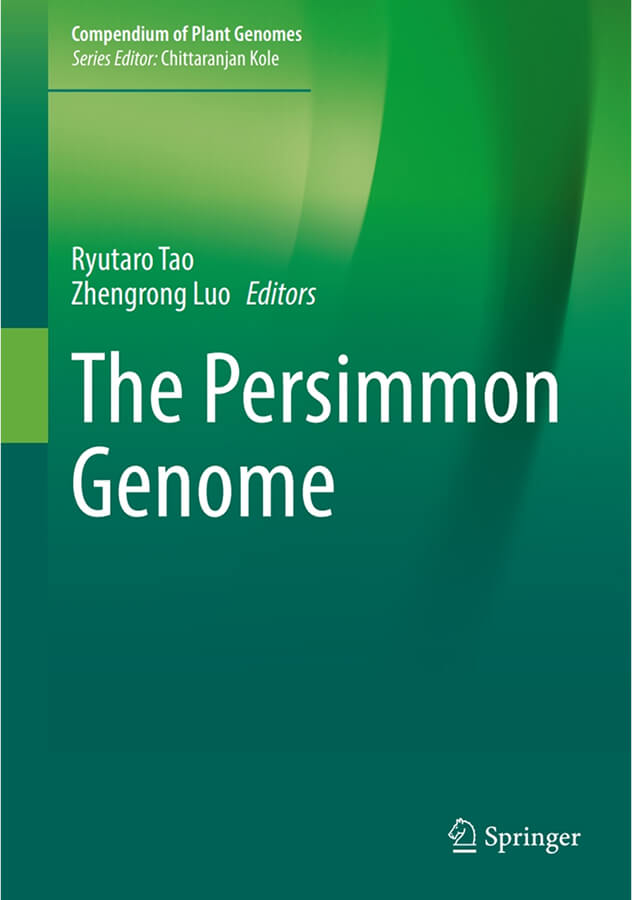 Compendium of Plant Genomes
Series Editor: Chittaranjan Kole
Ryutaro Tao
Zhengrong Luo Editors
The Persimmon
Genome
Springer